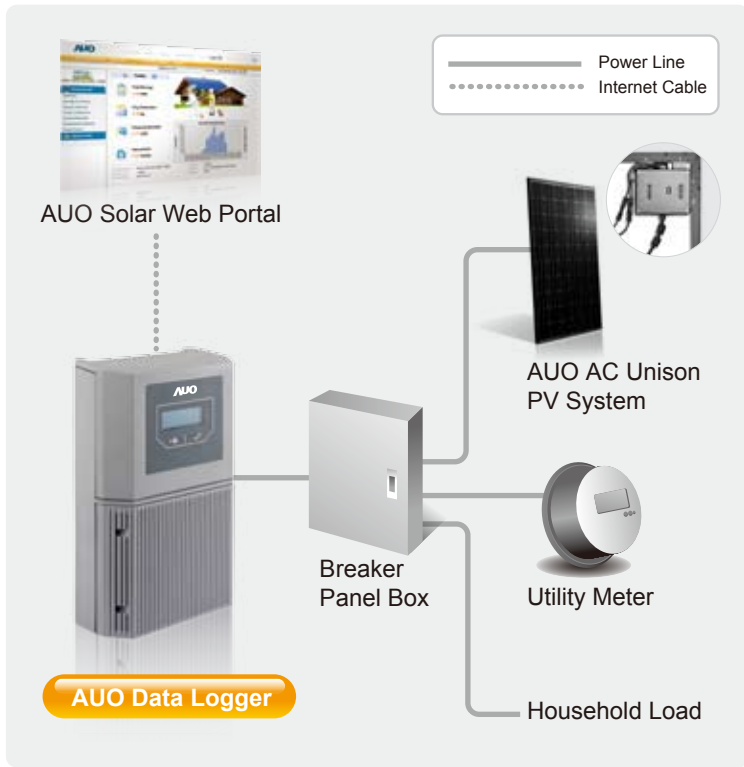 AUO
Power Line
Internet Cable
AUO Solar Web Portal
AUO
AUO AC Unison
PV System
Breaker
Panel Box
Utility Meter
AUO Data Logger
Household Load